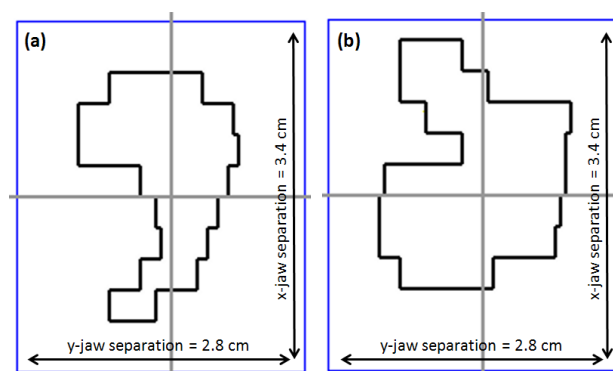 (a)
x-jaw separation = 3.4 cm
y-jaw separation = 2.8 cm
(b)
x-jaw separation = 3.4 cm
y-jaw separation = 2.8 cm